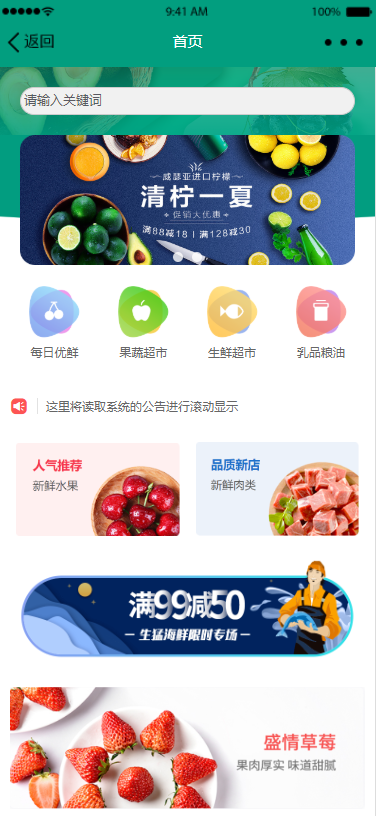 9:41 AM
100%
返回
首页
请输入关键词
威瑟亚进口柠檬
清柠一夏
促销大优惠
满88减18 | 满128减30
每日优鲜
果蔬超市
生鲜超市
乳品粮油
这里将读取系统的公告进行滚动显示
人气推荐
新鲜水果
品质新店
新鲜肉类
满99减50
生猛海鲜限时专场
盛情草莓
果肉厚实 味道甜腻